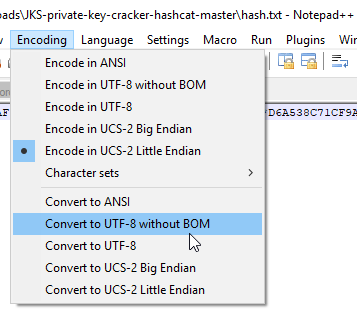 ads\JKS-private-key-cracker-hashcat-master\hash.txt - Notepad++
Encoding Language Settings Macro Run Plugins Window
Encode in ANSI
Encode in UTF-8 without BOM
Encode in UTF-8
AF D6A538C71CF9A
Encode in UCS-2 Big Endian
Encode in UCS-2 Little Endian
Character sets
Convert to ANSI
Convert to UTF-8 without BOM
Convert to UTF-8
Convert to UCS-2 Big Endian
Convert to UCS-2 Little Endian